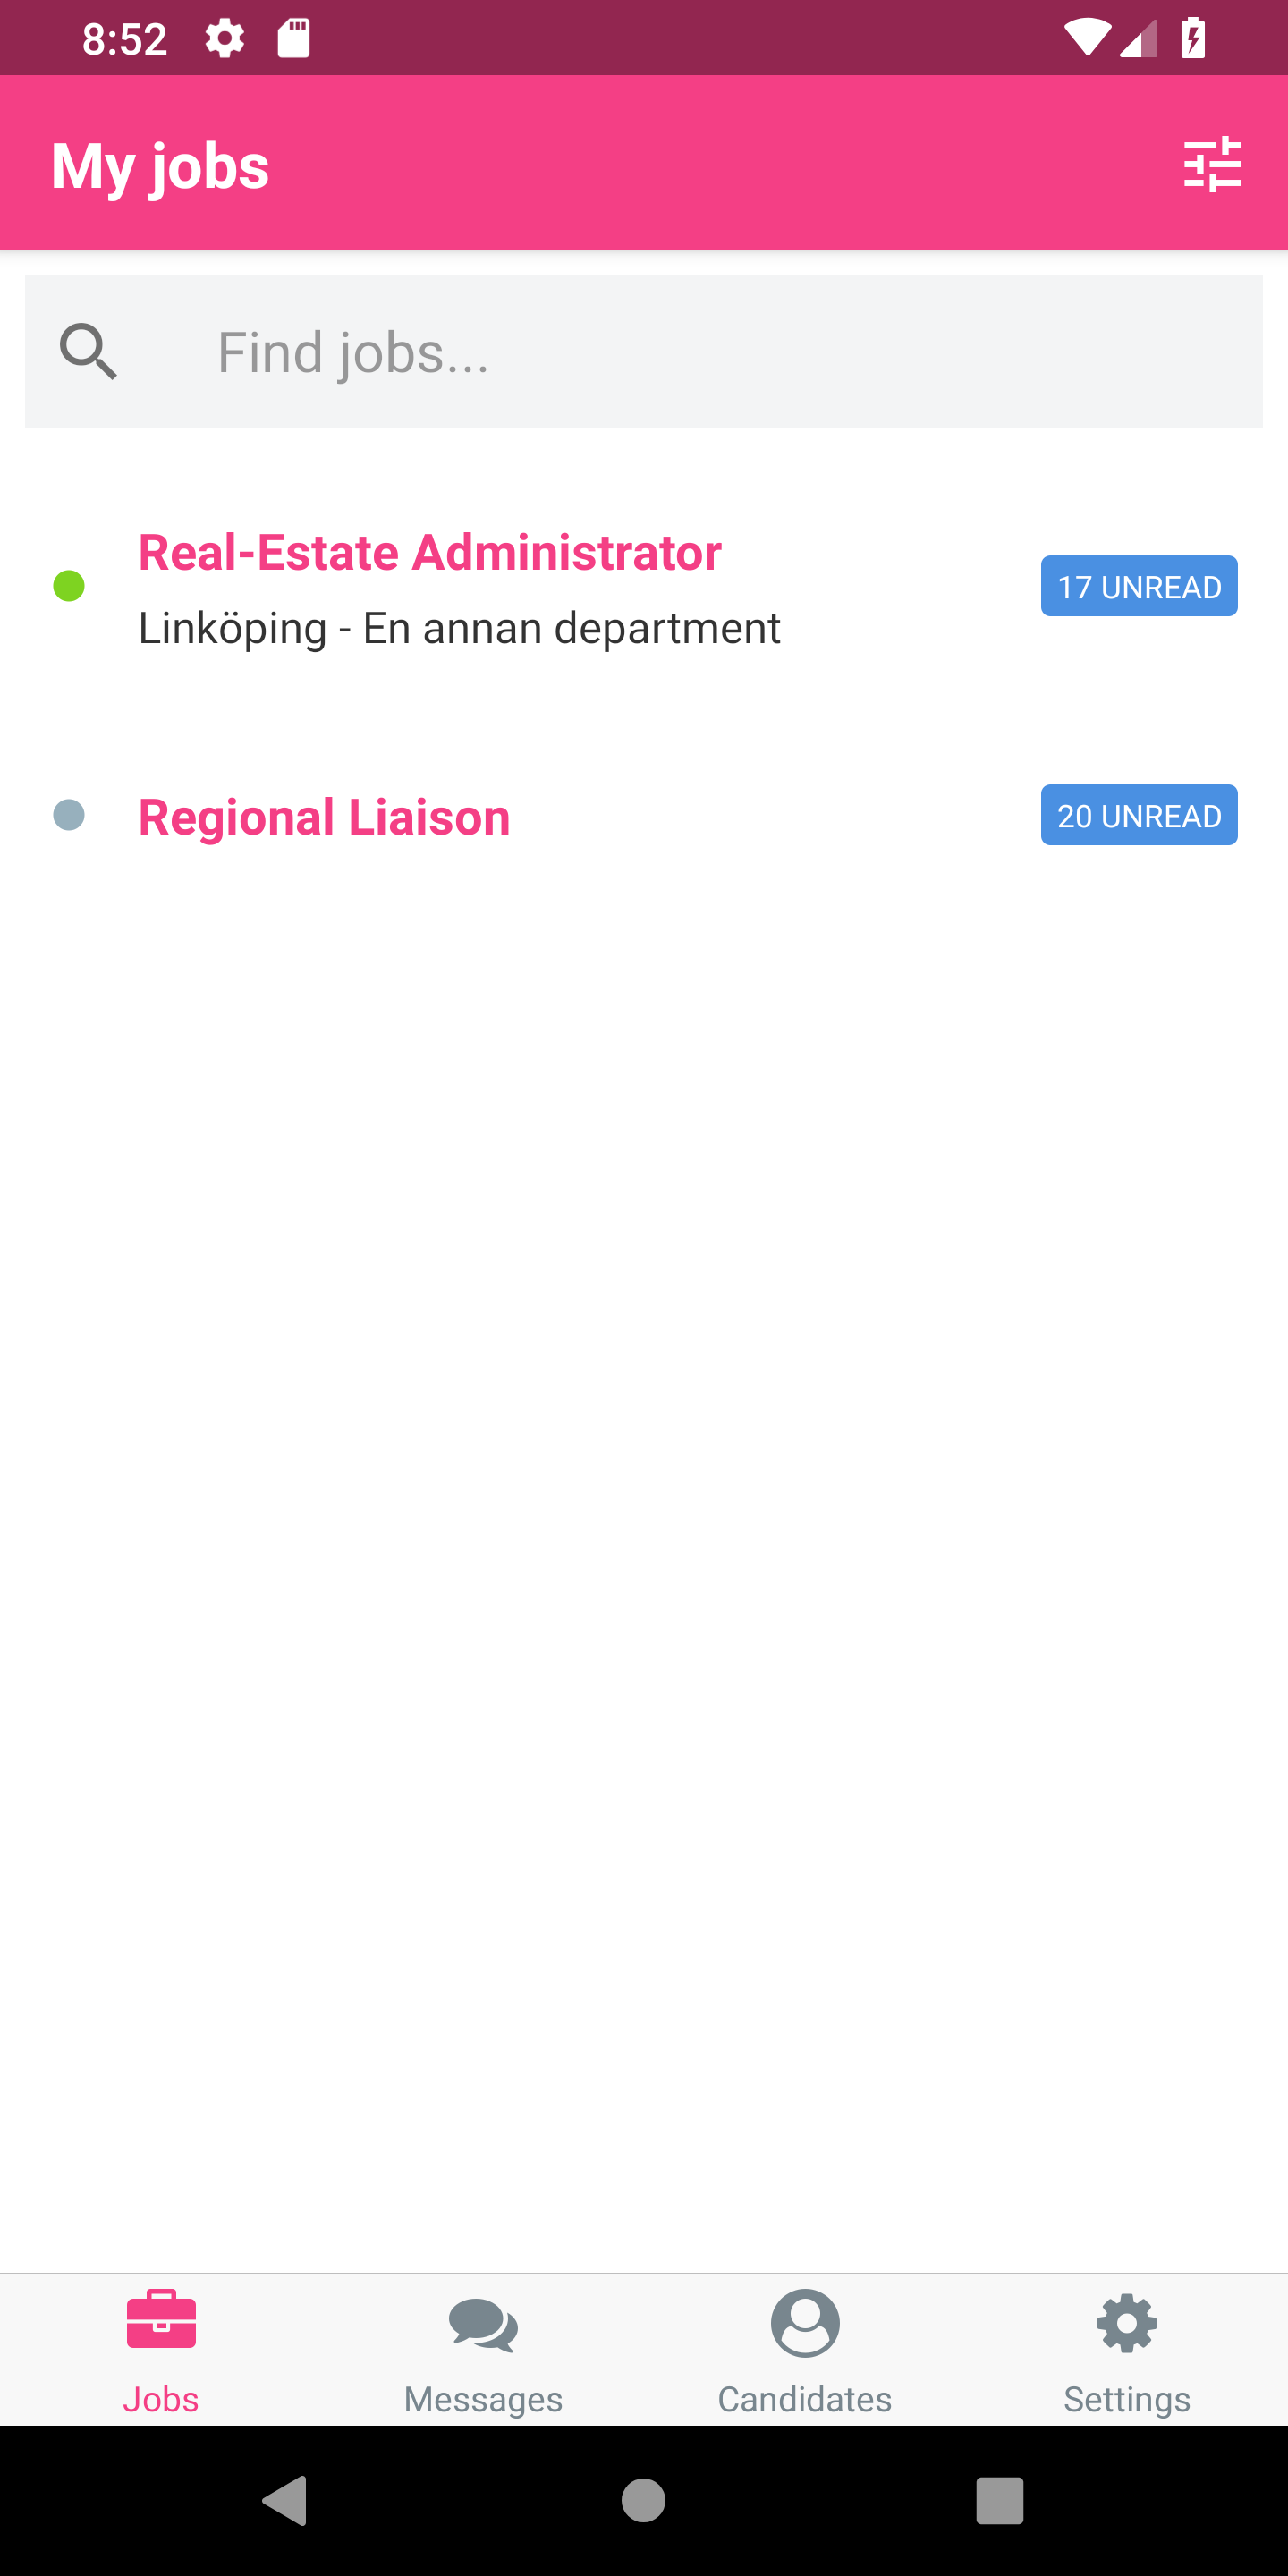 8:52
My jobs
Find jobs...
Real-Estate Administrator
17 UNREAD
Linköping - En annan department
Regional Liaison
20 UNREAD
Jobs
Messages
Candidates
Settings